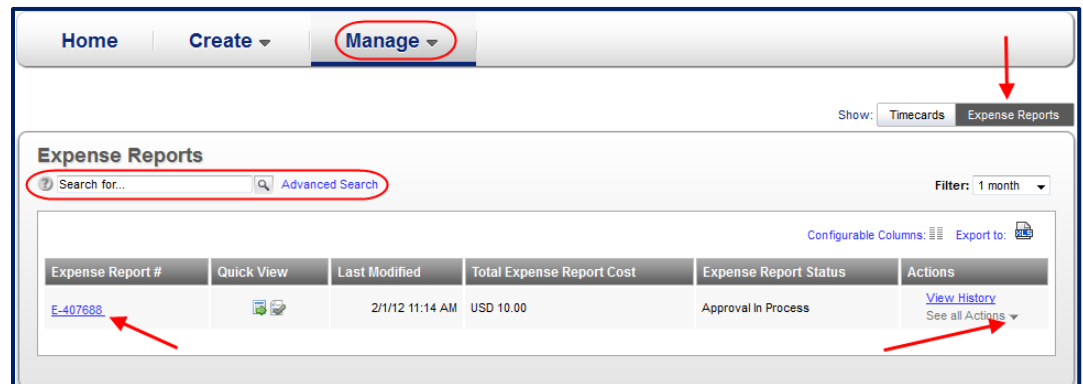 Home Create Manage
Show: Timecards Expense Reports
Expense Reports
? Search for... Advanced Search Filter: 1 month
Configurable Columns: Export to: XLS
Expense Report # Quick View Last Modified Total Expense Report Cost Expense Report Status Actions
E-407688 2/1/12 11:14 AM USD 10.00 Approval In Process View History
See all Actions